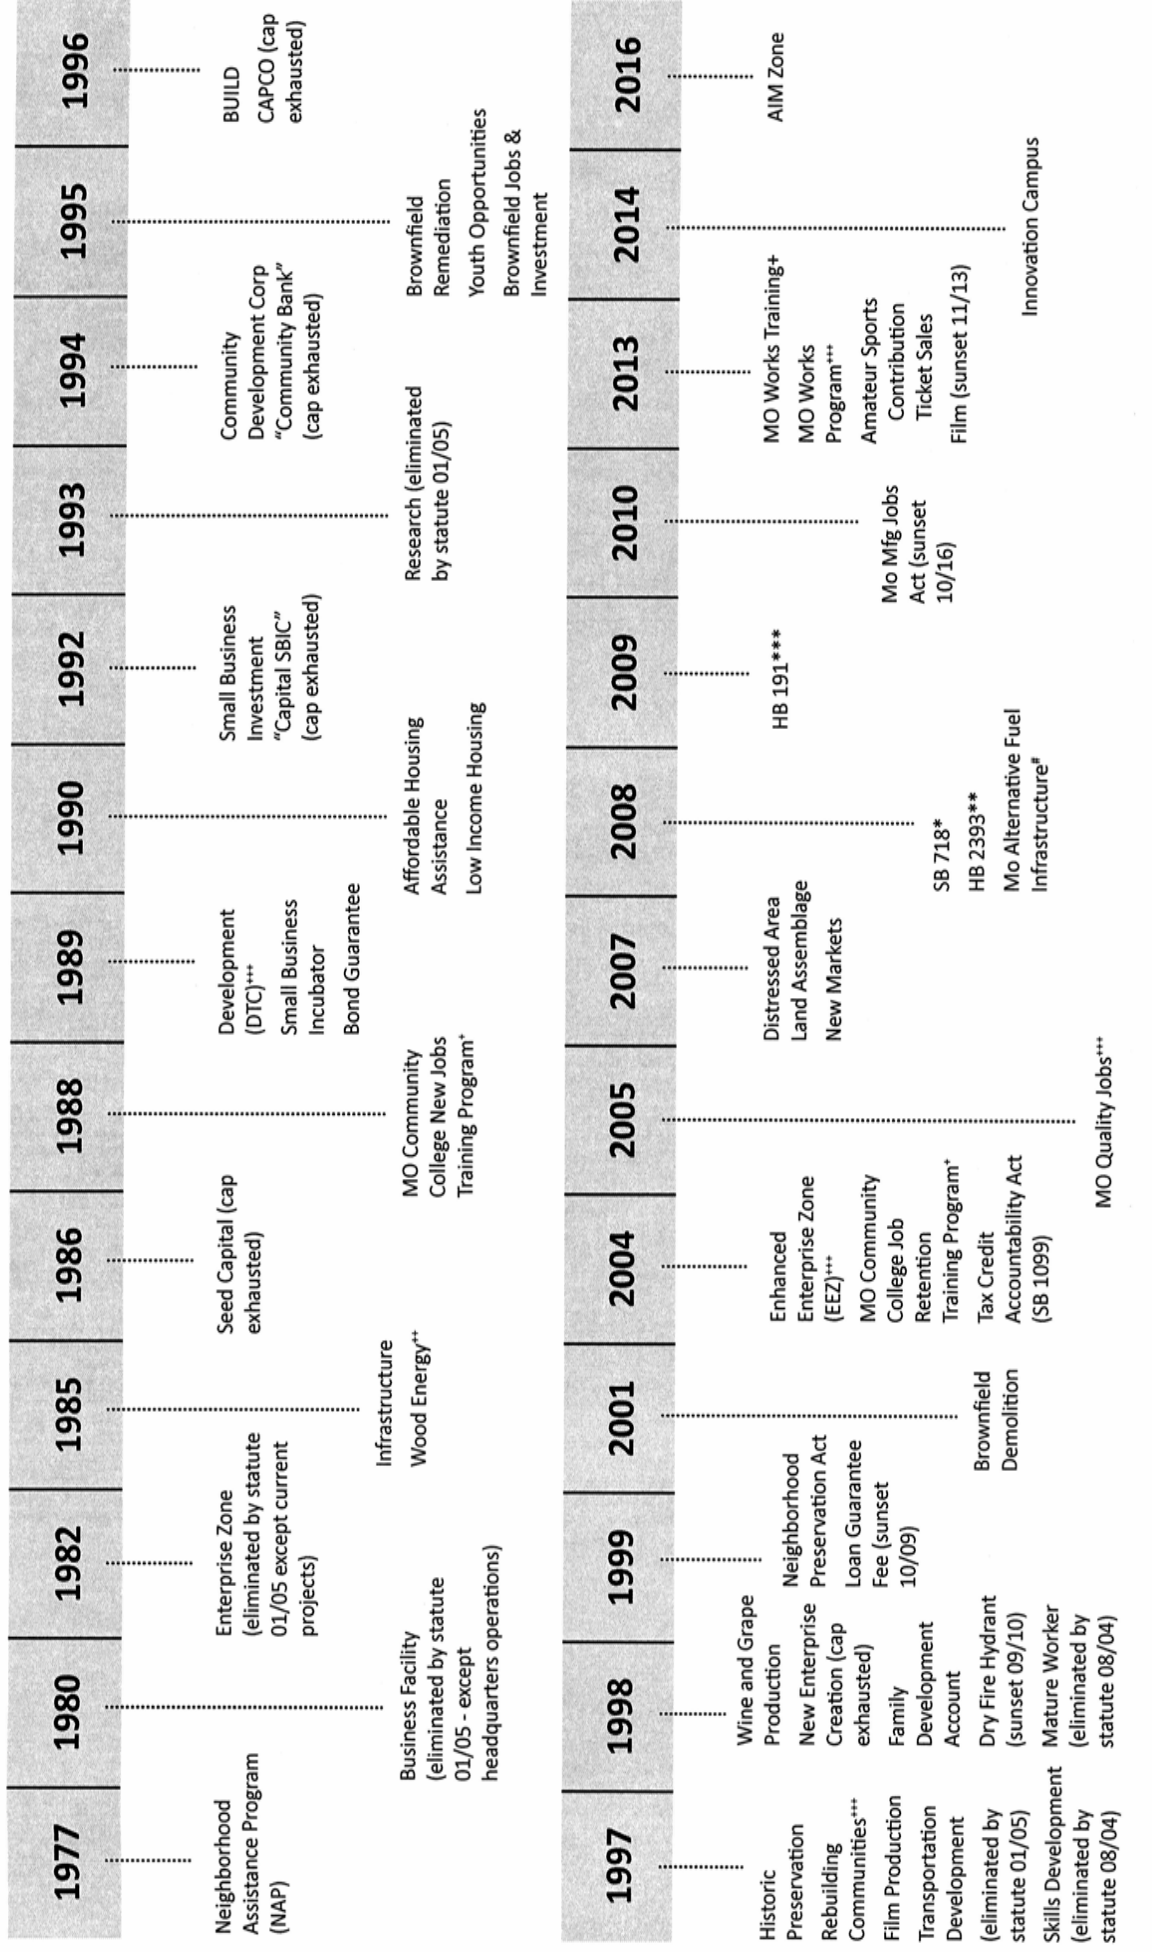 1977
1980
1982
1985
1986
1988
1989
1990
1992
1993
1994
1995
1996
Neighborhood
Assistance Program
(NAP)
Business Facility
(eliminated by statute
01/05 - except
headquarters operations)
Enterprise Zone
(eliminated by statute
01/05 except current
projects)
Infrastructure
Wood Energy⁺⁺
Seed Capital (cap
exhausted)
MO Community
College New Jobs
Training Program⁺
Development
(DTC)⁺⁺⁺
Small Business
Incubator
Bond Guarantee
Affordable Housing
Assistance
Low Income Housing
Small Business
Investment
“Capital SBIC”
(cap exhausted)
Research (eliminated
by statute 01/05)
Community
Development Corp
“Community Bank”
(cap exhausted)
Brownfield
Remediation
Youth Opportunities
Brownfield Jobs &
Investment
BUILD
CAPCO (cap
exhausted)
1997
1998
1999
2001
2004
2005
2007
2008
2009
2010
2013
2014
2016
Historic
Preservation
Rebuilding
Communities⁺⁺⁺
Film Production
Transportation
Development
(eliminated by
statute 01/05)
Skills Development
(eliminated by
statute 08/04)
Wine and Grape
Production
New Enterprise
Creation (cap
exhausted)
Family
Development
Account
Dry Fire Hydrant
(sunset 09/10)
Mature Worker
(eliminated by
statute 08/04)
Neighborhood
Preservation Act
Loan Guarantee
Fee (sunset
10/09)
Brownfield
Demolition
Enhanced
Enterprise Zone
(EEZ)⁺⁺⁺
MO Community
College Job
Retention
Training Program⁺
Tax Credit
Accountability Act
(SB 1099)
MO Quality Jobs⁺⁺⁺
Distressed Area
Land Assemblage
New Markets
SB 718*
HB 2393**
Mo Alternative Fuel
Infrastructure#
HB 191***
Mo Mfg Jobs
Act (sunset
10/16)
MO Works Training+
MO Works
Program⁺⁺⁺
Amateur Sports
Contribution
Ticket Sales
Film (sunset 11/13)
Innovation Campus
AIM Zone